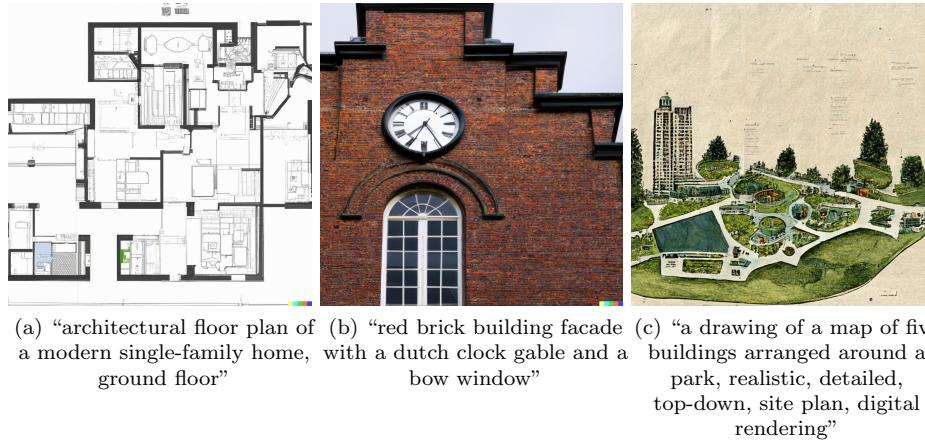 (a) “architectural floor plan of
a modern single-family home,
ground floor”
(b) “red brick building facade
with a dutch clock gable and a
bow window”
(c) “a drawing of a map of fiv
buildings arranged around a
park, realistic, detailed,
top-down, site plan, digital
rendering”